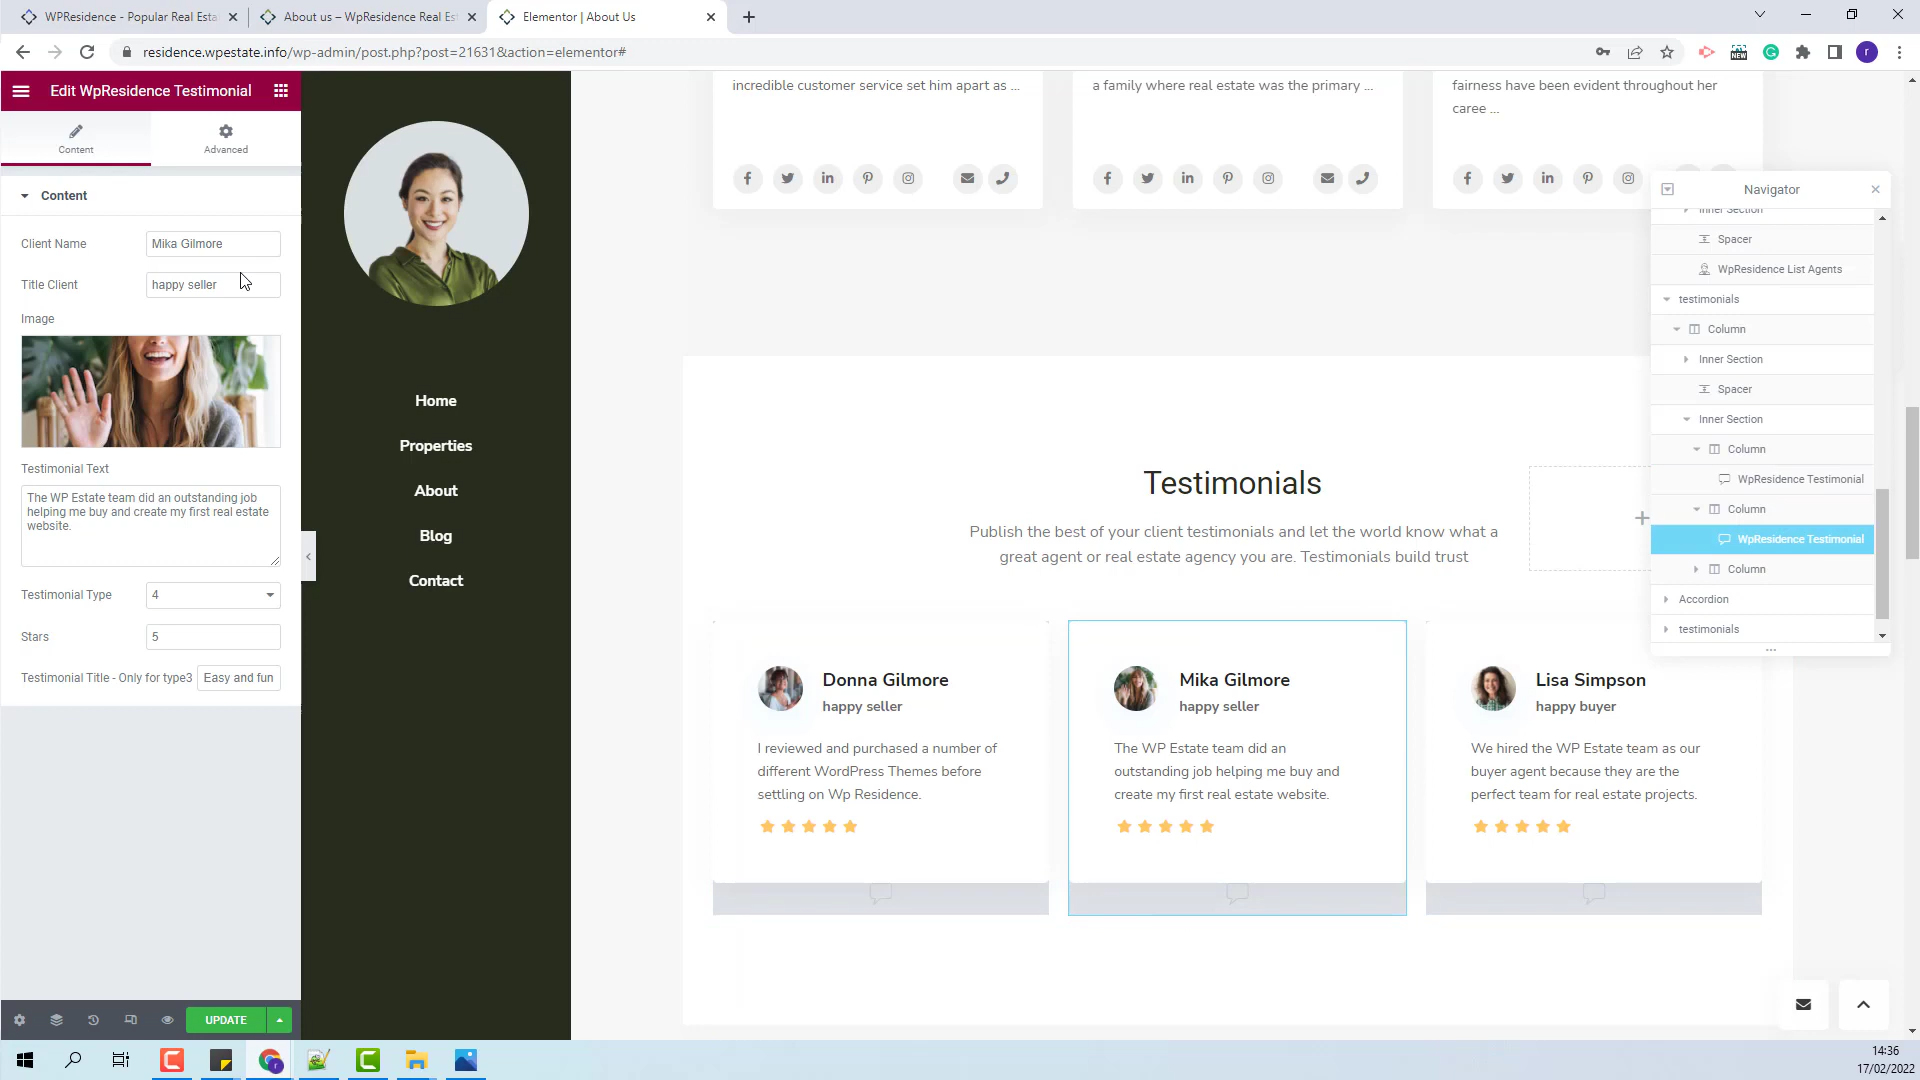 WPResidence - Popular Real Esta
About us – WpResidence Real Es
Elementor | About Us
residence.wpestate.info/wp-admin/post.php?post=21631&action=elementor#
NEW
r
Edit WpResidence Testimonial
Content
Advanced
Content
Client Name
Mika Gilmore
Title Client
happy seller
Image
Testimonial Text
The WP Estate team did an outstanding job
helping me buy and create my first real estate
website.
Testimonial Type
4
Stars
5
Testimonial Title - Only for type3
Easy and fun
UPDATE
Home
Properties
About
Blog
Contact
incredible customer service set him apart as ...
a family where real estate was the primary ...
fairness have been evident throughout her
caree ...
Testimonials
Publish the best of your client testimonials and let the world know what a
great agent or real estate agency you are. Testimonials build trust
Donna Gilmore
happy seller
I reviewed and purchased a number of
different WordPress Themes before
settling on Wp Residence.
Mika Gilmore
happy seller
The WP Estate team did an
outstanding job helping me buy and
create my first real estate website.
Lisa Simpson
happy buyer
We hired the WP Estate team as our
buyer agent because they are the
perfect team for real estate projects.
Navigator
Inner Section
Spacer
WpResidence List Agents
testimonials
Column
Inner Section
Spacer
Inner Section
Column
WpResidence Testimonial
Column
WpResidence Testimonial
Column
Accordion
testimonials
14:36
17/02/2022